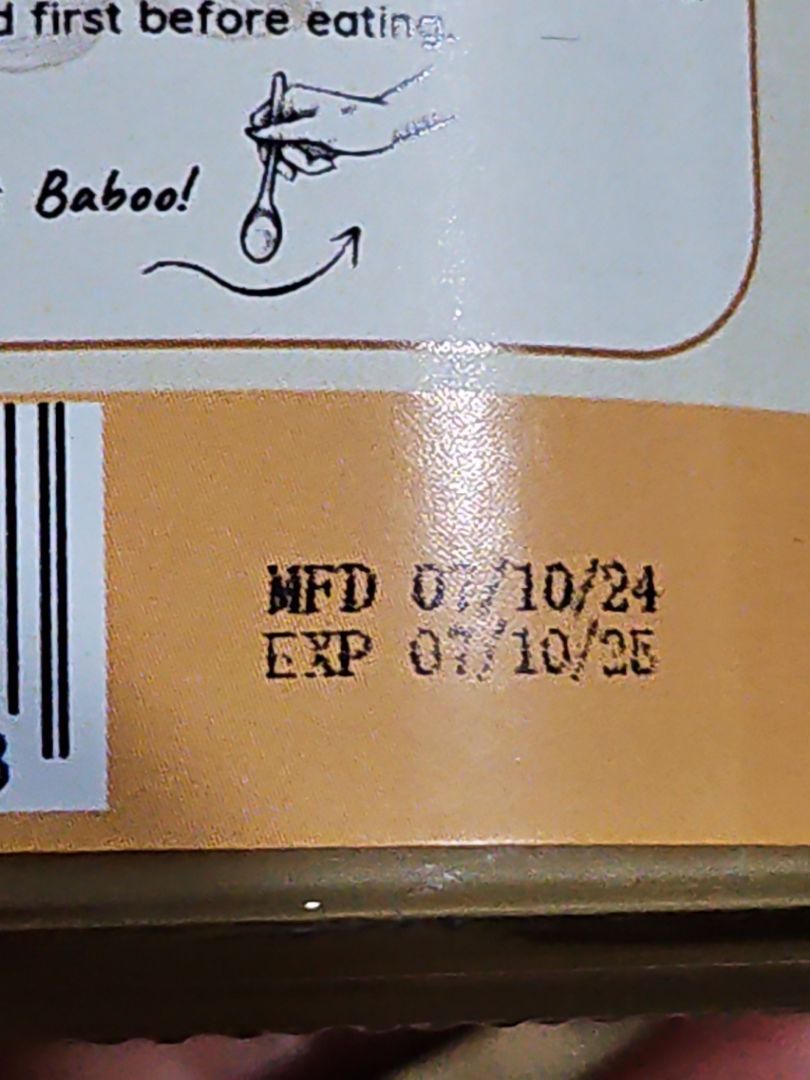 first before eating.
Baboo!
MFD 07/10/24
EXP 07/10/25